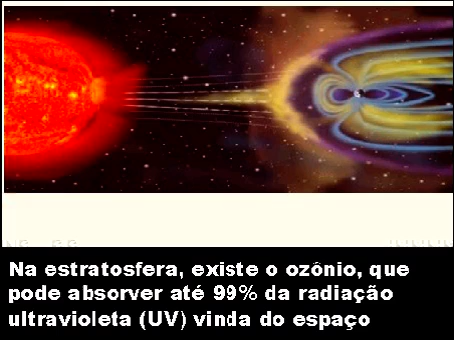 Na estratosfera, existe o ozônio, que
pode absorver até 99% da radiação
ultravioleta (UV) vinda do espaço